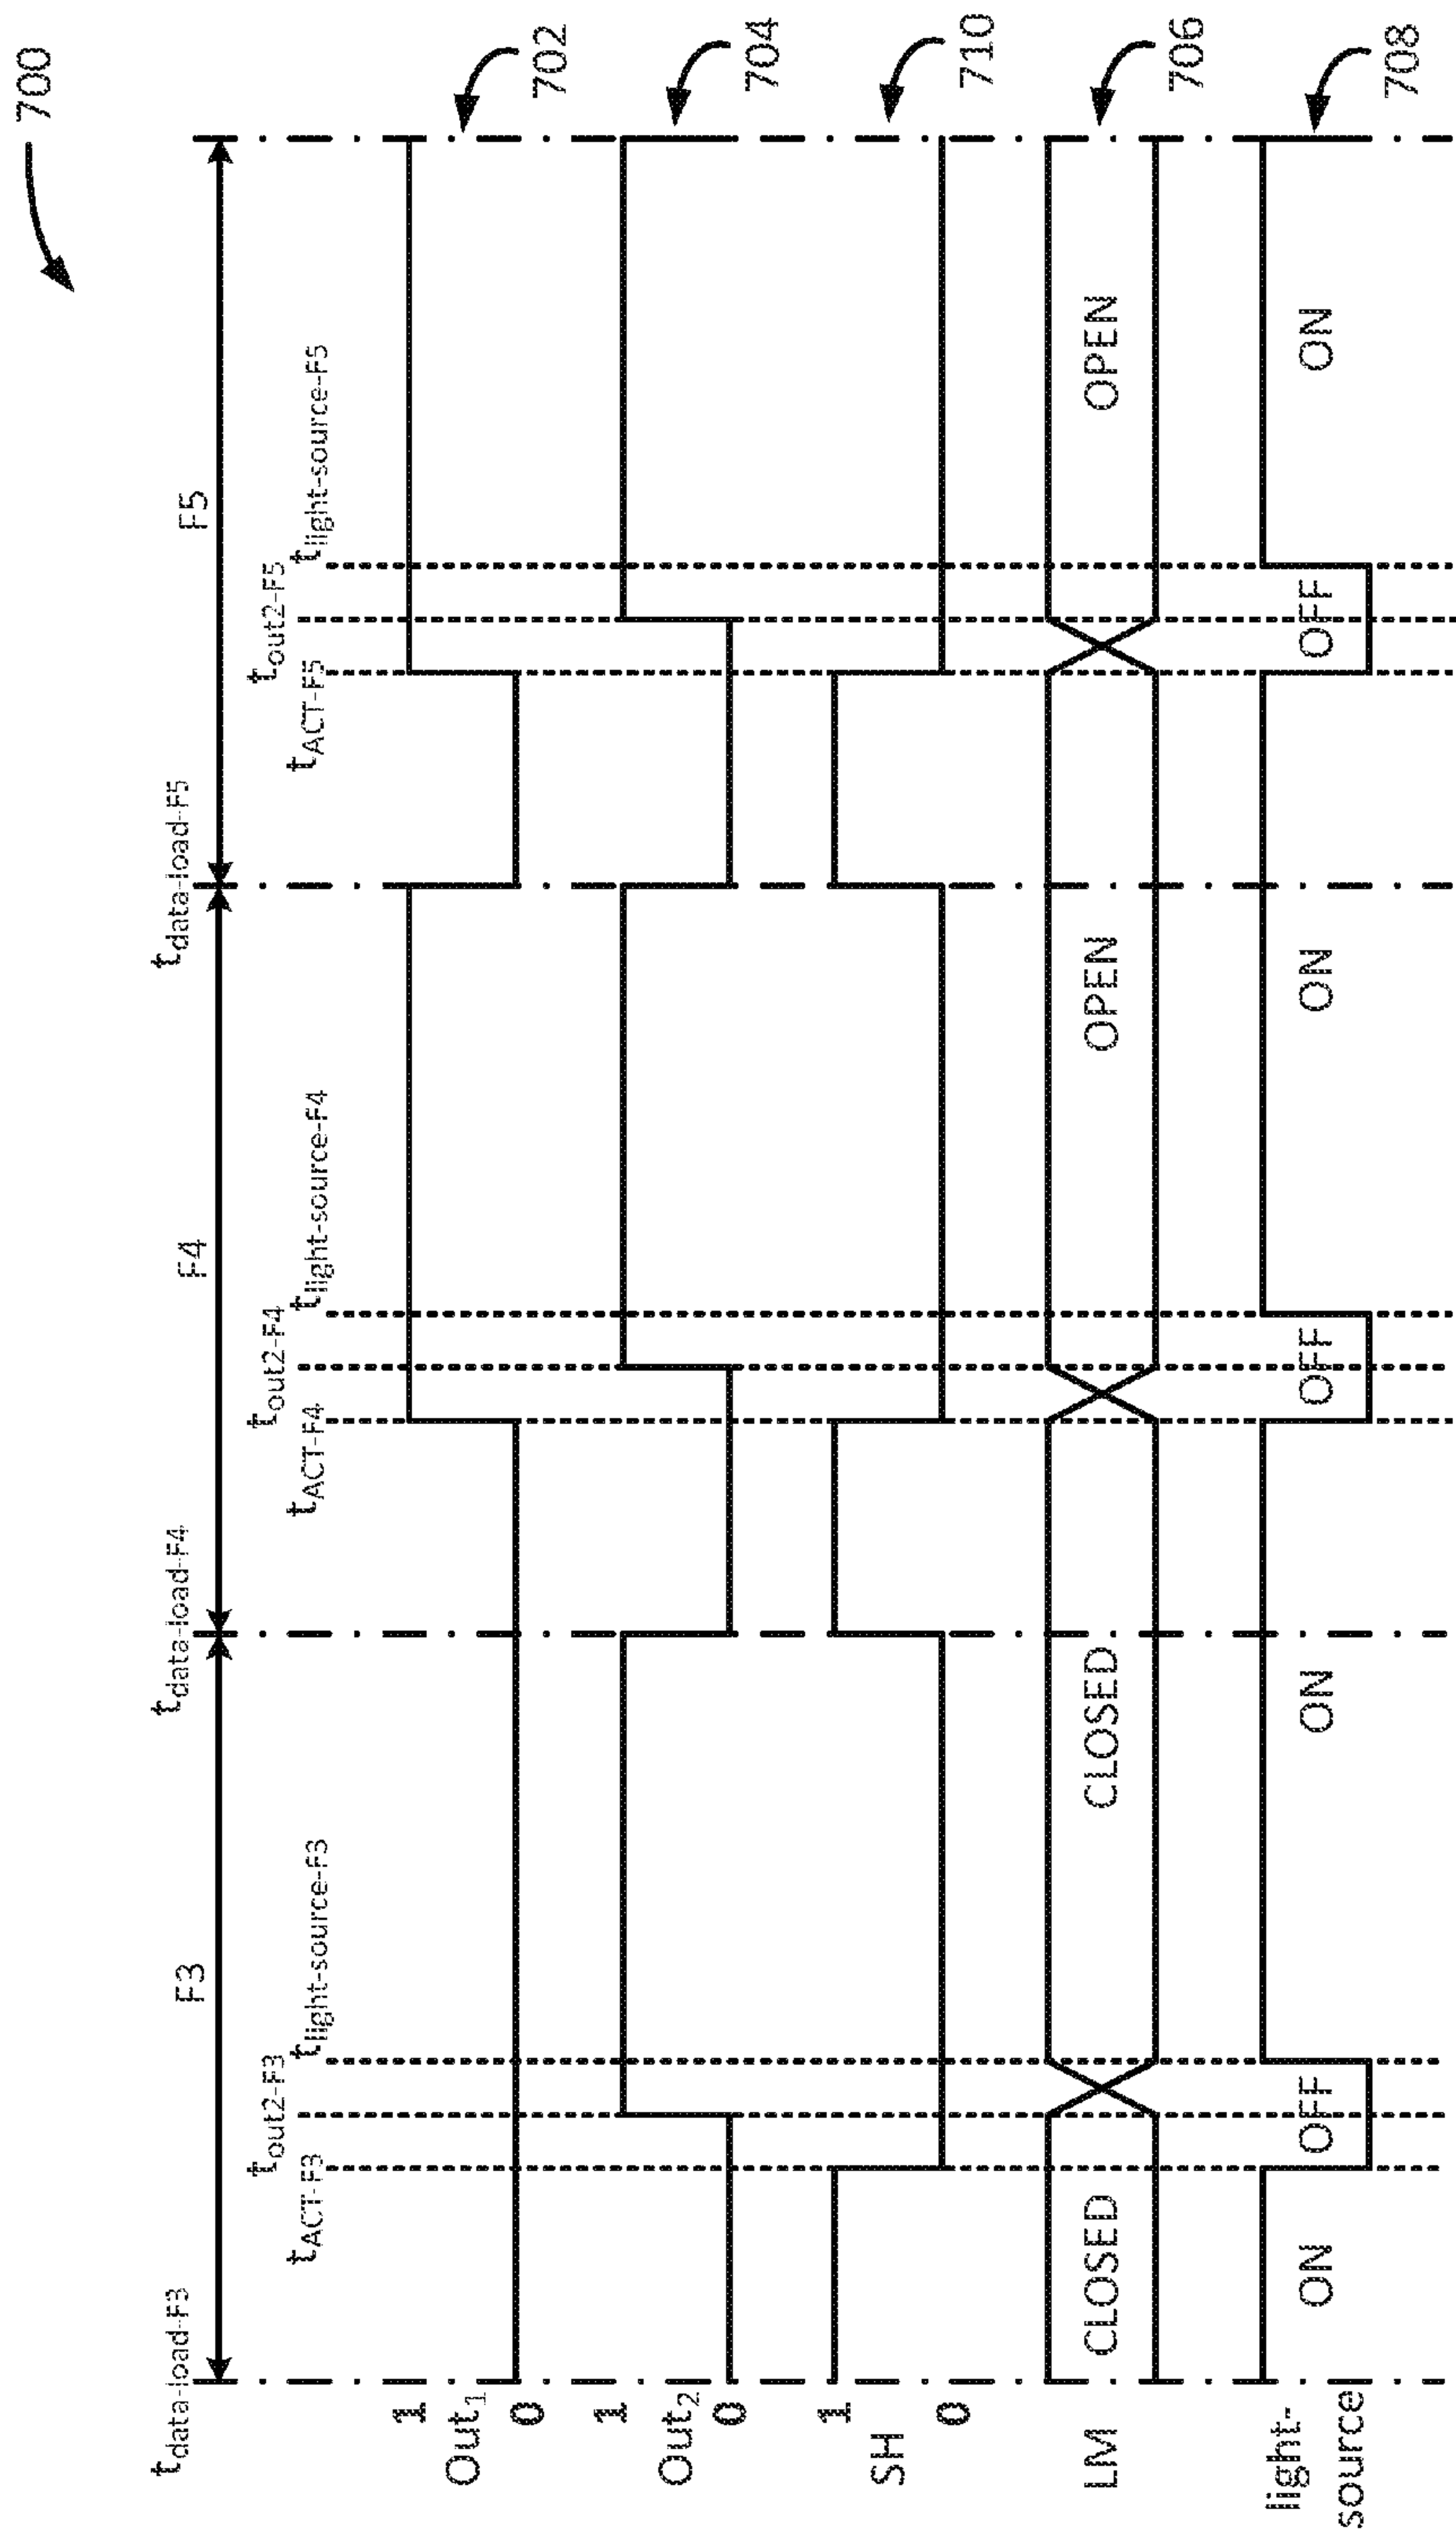 700
F3
F4
F5
t_data-load-F3
t_data-load-F4
t_data-load-F5
t_out2-F3
t_out2-F4
t_out2-F5
t_ACT-F3
t_light-source-F3
t_ACT-F4
t_light-source-F4
t_ACT-F5
t_light-source-F5
1
Out1
0
702
1
Out2
0
704
1
SH
0
710
LM
CLOSED
CLOSED
OPEN
OPEN
706
light-
source
ON
OFF
ON
OFF
ON
OFF
ON
708